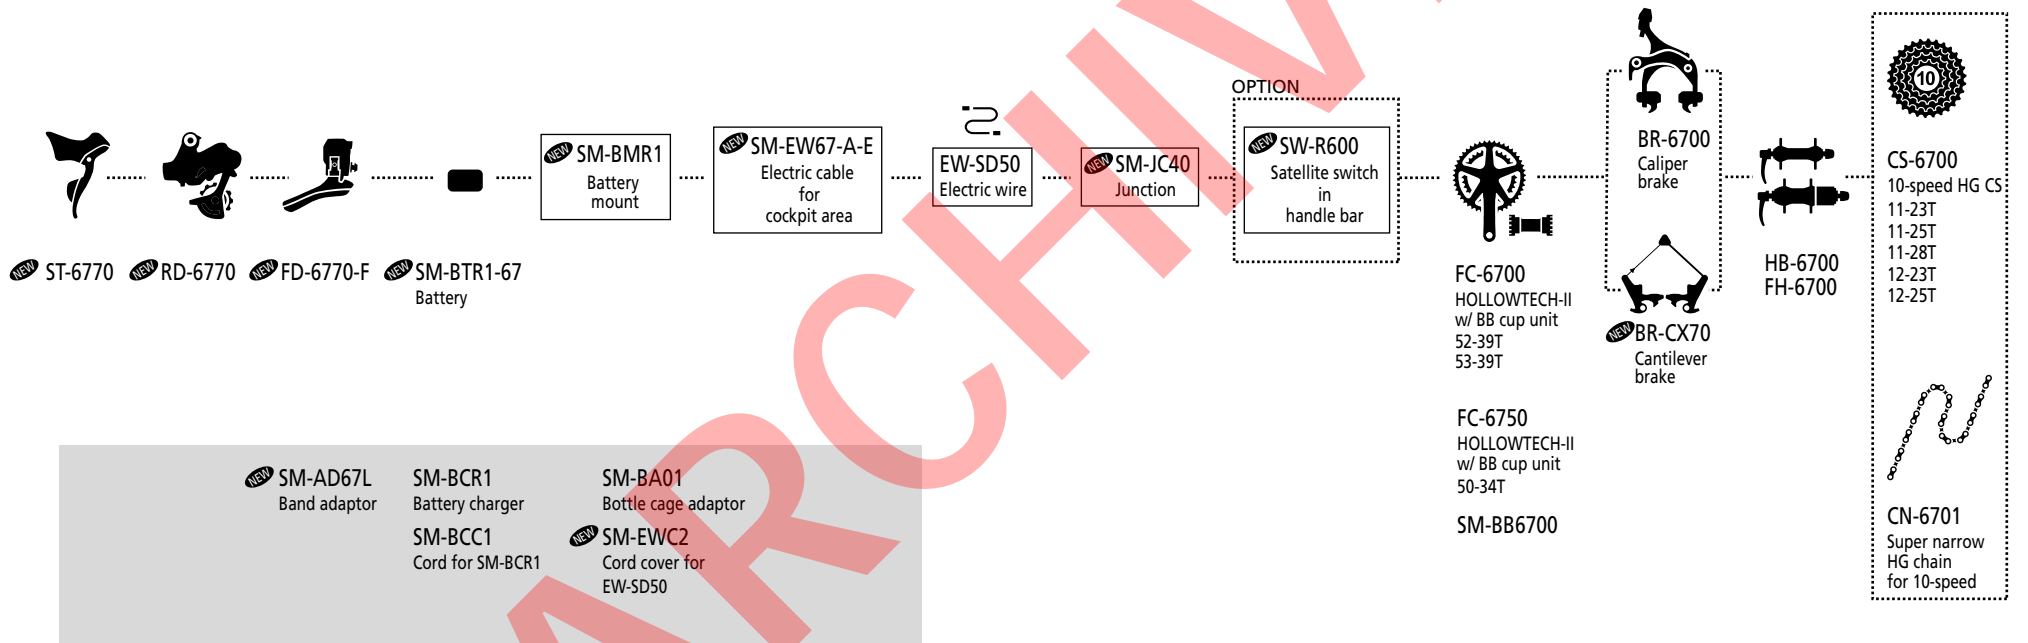 NEW ST-6770
NEW RD-6770
NEW FD-6770-F
NEW SM-BTR1-67
Battery
NEW SM-BMR1
Battery
mount
NEW SM-EW67-A-E
Electric cable
for
cockpit area
EW-SD50
Electric wire
NEW SM-JC40
Junction
OPTION
NEW SW-R600
Satellite switch
in
handle bar
FC-6700
HOLLOWTECH-II
w/ BB cup unit
52-39T
53-39T
FC-6750
HOLLOWTECH-II
w/ BB cup unit
50-34T
SM-BB6700
BR-6700
Caliper
brake
NEW BR-CX70
Cantilever
brake
HB-6700
FH-6700
10
CS-6700
10-speed HG CS
11-23T
11-25T
11-28T
12-23T
12-25T
CN-6701
Super narrow
HG chain
for 10-speed
NEW SM-AD67L
Band adaptor
SM-BCR1
Battery charger
SM-BCC1
Cord for SM-BCR1
SM-BA01
Bottle cage adaptor
NEW SM-EWC2
Cord cover for
EW-SD50
ARCHIV